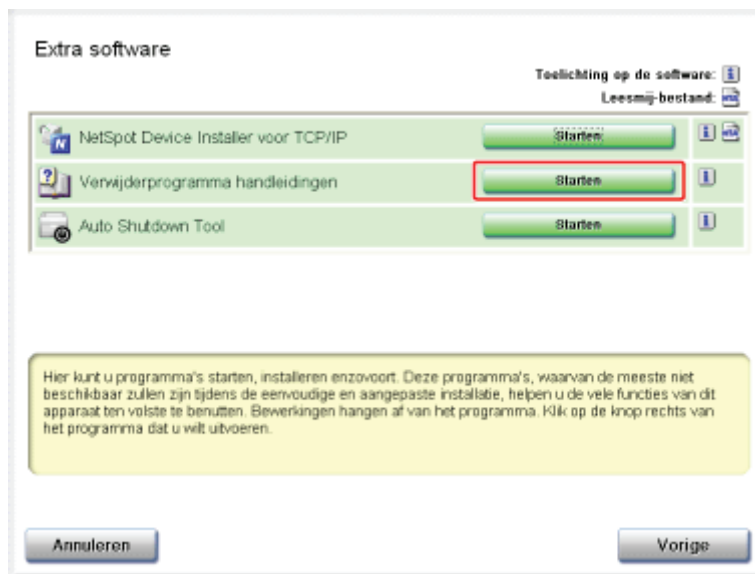 Extra software
Toelichting op de software:
Leesmij-bestand:
NetSpot Device Installer voor TCP/IP
Starten
Verwijderprogramma handleidingen
Starten
Auto Shutdown Tool
Starten
Hier kunt u programma's starten, installeren enzovoort. Deze programma's, waarvan de meeste niet
beschikbaar zullen zijn tijdens de eenvoudige en aangepaste installatie, helpen u de vele functies van dit
apparaat ten volste te benutten. Bewerkingen hangen af van het programma. Klik op de knop rechts van
het programma dat u wilt uitvoeren.
Annuleren
Vorige